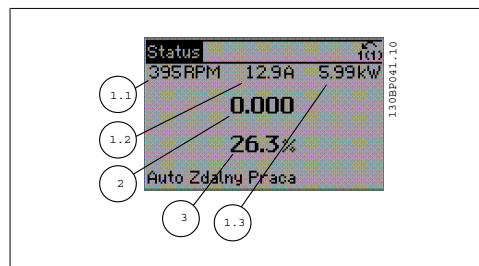 Status
1(1)
395RPM 12.9A 5.99kW
0.000
26.3%
Auto Zdalny Praca
1.1
1.2
2
3
1.3
130BP041.10